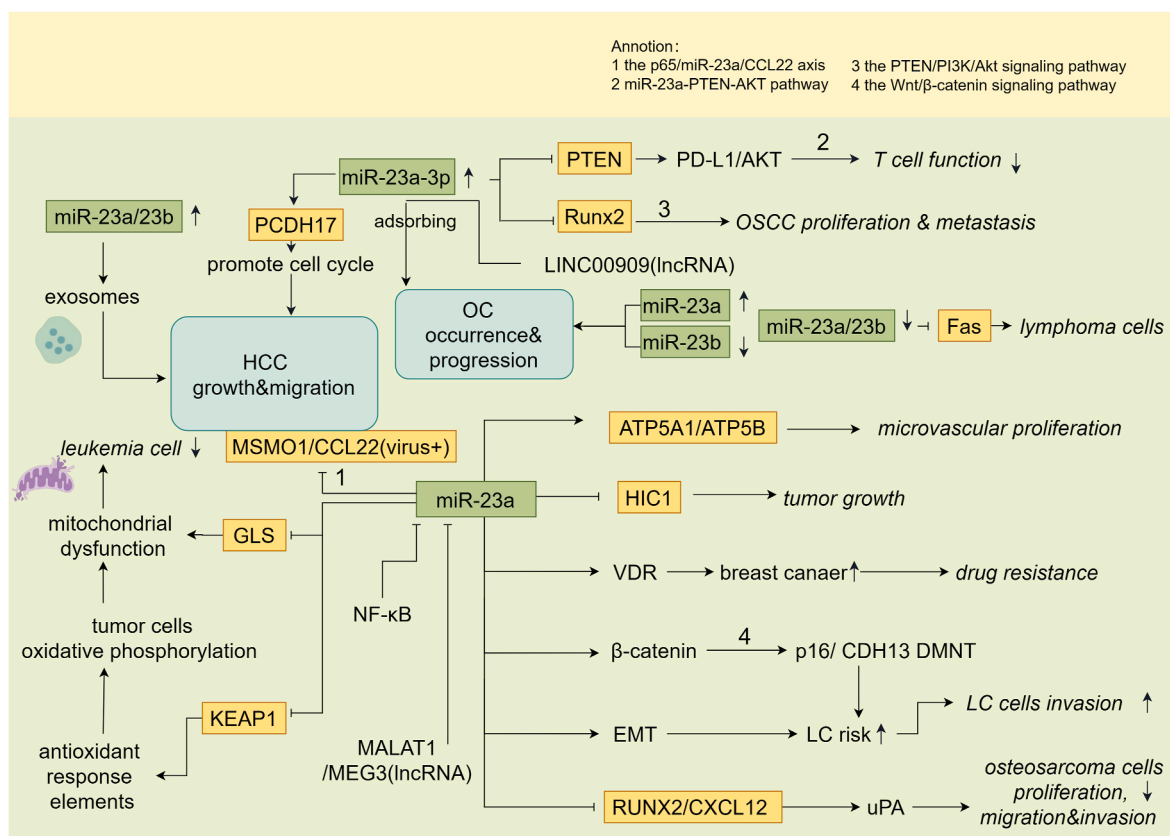 Annotion:
1 the p65/miR-23a/CCL22 axis
2 miR-23a-PTEN-AKT pathway
3 the PTEN/PI3K/Akt signaling pathway
4 the Wnt/β-catenin signaling pathway
miR-23a-3p
PTEN
PD-L1/AKT
2
T cell function
miR-23a/23b
PCDH17
adsorbing
Runx2
3
OSCC proliferation & metastasis
promote cell cycle
LINC00909(lncRNA)
exosomes
HCC
growth&migration
OC
occurrence&
progression
miR-23a
miR-23b
miR-23a/23b
Fas
lymphoma cells
leukemia cell
MSMO1/CCL22(virus+)
1
miR-23a
ATP5A1/ATP5B
microvascular proliferation
HIC1
tumor growth
mitochondrial
dysfunction
GLS
VDR
breast canaer
drug resistance
NF-κB
tumor cells
oxidative phosphorylation
β-catenin
4
p16/ CDH13 DMNT
KEAP1
EMT
LC risk
LC cells invasion
antioxidant
response
elements
MALAT1
/MEG3(lncRNA)
RUNX2/CXCL12
uPA
osteosarcoma cells
proliferation,
migration&invasion